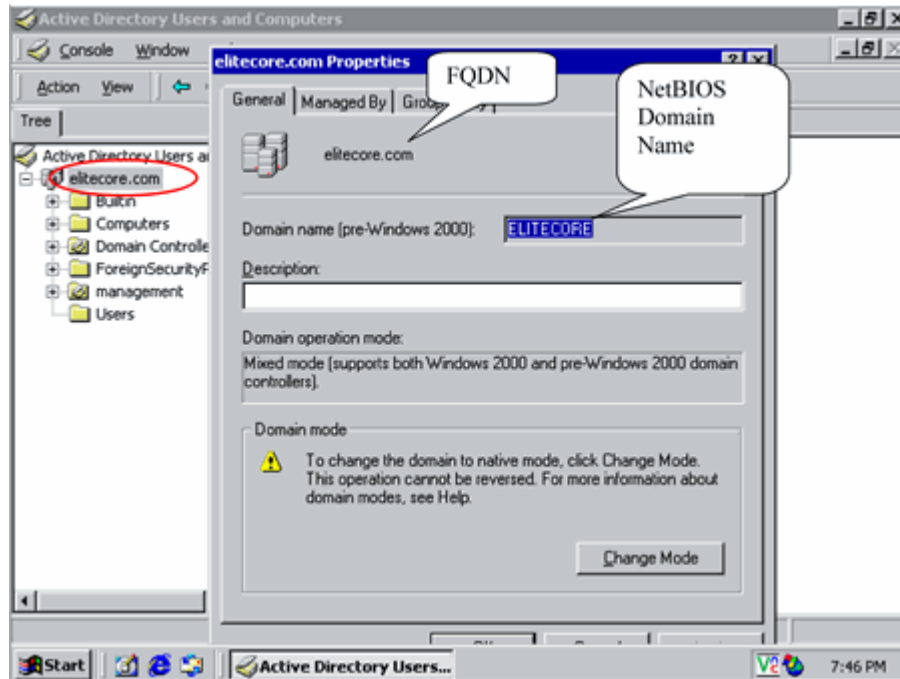 Active Directory Users and Computers
Console Window
Action View
Tree
Active Directory Users a
elitecore.com
Builtin
Computers
Domain Controlle
ForeignSecurityP
management
Users
elitecore.com Properties
FQDN
NetBIOS
Domain
Name
General Managed By
elitecore.com
Domain name (pre-Windows 2000):
ELITECORE
Description:
Domain operation mode:
Mixed mode (supports both Windows 2000 and pre-Windows 2000 domain
controllers).
Domain mode
To change the domain to native mode, click Change Mode.
This operation cannot be reversed. For more information about
domain modes, see Help.
Change Mode
Start
Active Directory Users...
7:46 PM